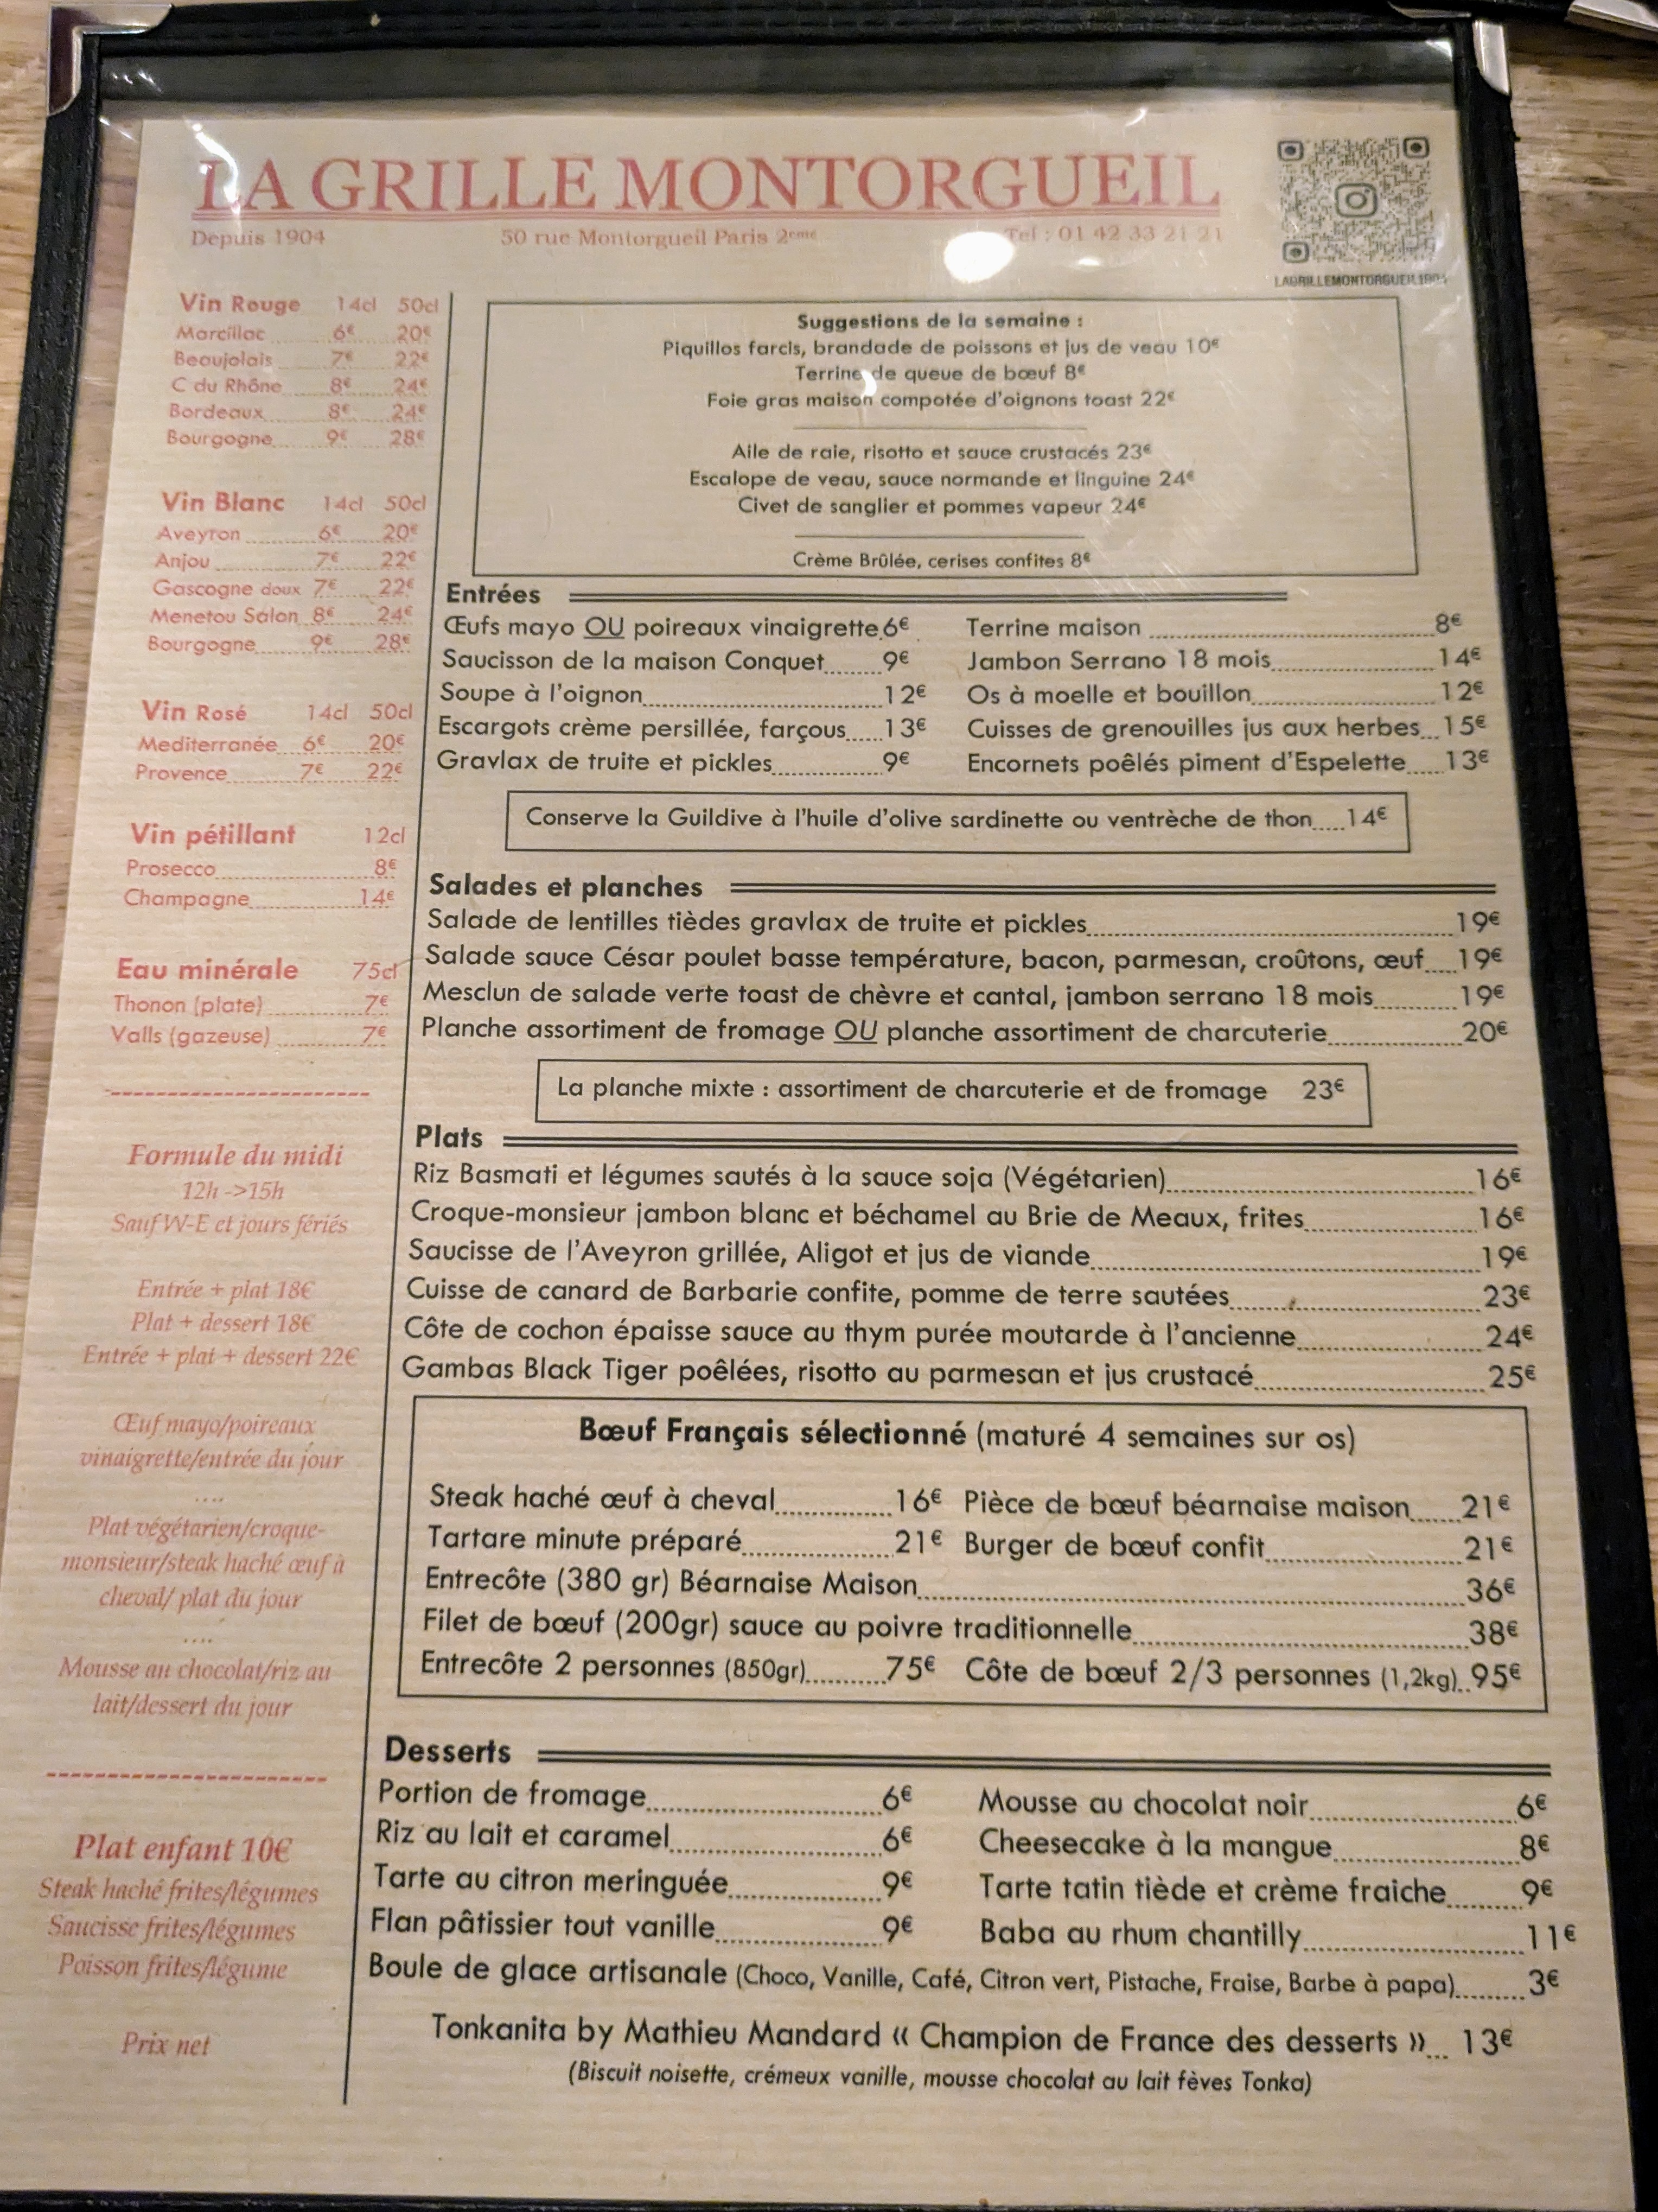 LA GRILLE MONTORGUEIL
Depuis 1904 50 rue Montorgueil Paris 2eme Tel : 01 42 33 21 21
LAGRILLEMONTORGUEIL1904
Vin Rouge 14cl 50cl
Marcillac 6€ 20€
Beaujolais 7€ 22€
C du Rhône 8€ 24€
Bordeaux 8€ 24€
Bourgogne 9€ 28€
Vin Blanc 14cl 50cl
Aveyron 6€ 20€
Anjou 7€ 22€
Gascogne doux 7€ 22€
Menetou Salon 8€ 24€
Bourgogne 9€ 28€
Vin Rosé 14cl 50cl
Mediterranée 6€ 20€
Provence 7€ 22€
Vin pétillant 12cl
Prosecco 8€
Champagne 14€
Eau minérale 75cl
Thonon (plate) 7€
Valls (gazeuse) 7€
Formule du midi
12h ->15h
Sauf W-E et jours fériés
Entrée + plat 18€
Plat + dessert 18€
Entrée + plat + dessert 22€
Œuf mayo/poireaux
vinaigrette/entrée du jour
....
Plat végétarien/croque-
monsieur/steak haché œuf à
cheval/ plat du jour
....
Mousse au chocolat/riz au
lait/dessert du jour
Plat enfant 10€
Steak haché frites/légumes
Saucisse frites/légumes
Poisson frites/légume
Prix net
Suggestions de la semaine :
Piquillos farcis, brandade de poissons et jus de veau 10€
Terrine de queue de bœuf 8€
Foie gras maison compotée d'oignons toast 22€
Aile de raie, risotto et sauce crustacés 23€
Escalope de veau, sauce normande et linguine 24€
Civet de sanglier et pommes vapeur 24€
Crème Brûlée, cerises confites 8€
Entrées
Œufs mayo OU poireaux vinaigrette 6€ Terrine maison 8€
Saucisson de la maison Conquet 9€ Jambon Serrano 18 mois 14€
Soupe à l'oignon 12€ Os à moelle et bouillon 12€
Escargots crème persillée, farçous 13€ Cuisses de grenouilles jus aux herbes 15€
Gravlax de truite et pickles 9€ Encornets poêlés piment d'Espelette 13€
Conserve la Guildive à l'huile d'olive sardinette ou ventrèche de thon 14€
Salades et planches
Salade de lentilles tièdes gravlax de truite et pickles 19€
Salade sauce César poulet basse température, bacon, parmesan, croûtons, œuf 19€
Mesclun de salade verte toast de chèvre et cantal, jambon serrano 18 mois 19€
Planche assortiment de fromage OU planche assortiment de charcuterie 20€
La planche mixte : assortiment de charcuterie et de fromage 23€
Plats
Riz Basmati et légumes sautés à la sauce soja (Végétarien) 16€
Croque-monsieur jambon blanc et béchamel au Brie de Meaux, frites 16€
Saucisse de l'Aveyron grillée, Aligot et jus de viande 19€
Cuisse de canard de Barbarie confite, pomme de terre sautées 23€
Côte de cochon épaisse sauce au thym purée moutarde à l'ancienne 24€
Gambas Black Tiger poêlées, risotto au parmesan et jus crustacé 25€
Bœuf Français sélectionné (maturé 4 semaines sur os)
Steak haché œuf à cheval 16€ Pièce de bœuf béarnaise maison 21€
Tartare minute préparé 21€ Burger de bœuf confit 21€
Entrecôte (380 gr) Béarnaise Maison 36€
Filet de bœuf (200gr) sauce au poivre traditionnelle 38€
Entrecôte 2 personnes (850gr) 75€ Côte de bœuf 2/3 personnes (1,2kg) 95€
Desserts
Portion de fromage 6€ Mousse au chocolat noir 6€
Riz au lait et caramel 6€ Cheesecake à la mangue 8€
Tarte au citron meringuée 9€ Tarte tatin tiède et crème fraiche 9€
Flan pâtissier tout vanille 9€ Baba au rhum chantilly 11€
Boule de glace artisanale (Choco, Vanille, Café, Citron vert, Pistache, Fraise, Barbe à papa) 3€
Tonkanita by Mathieu Mandard « Champion de France des desserts » 13€
(Biscuit noisette, crémeux vanille, mousse chocolat au lait fèves Tonka)